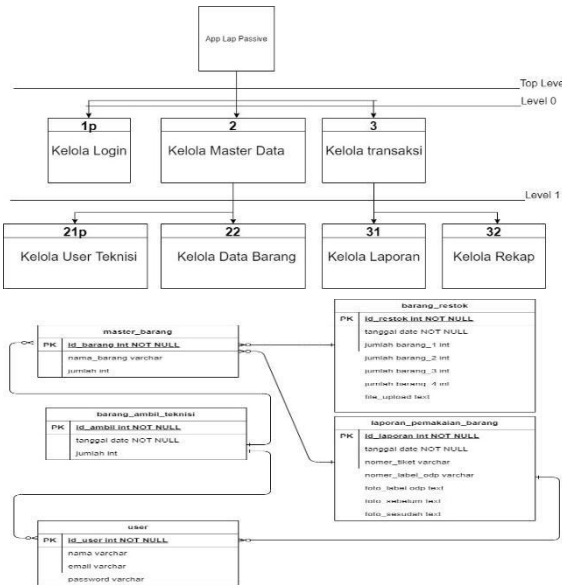 App Lap Passive
Top Leve
Level 0
1p
2
3
Kelola Login
Kelola Master Data
Kelola transaksi
Level 1
21p
22
31
32
Kelola User Teknisi
Kelola Data Barang
Kelola Laporan
Kelola Rekap
barang_restok
PK id_restok int NOT NULL
tanggal date NOT NULL
jumlah barang_1 int
jumlah barang_2 int
jumlah barang_3 int
jumlah barang_4 int
file_upload text
master_barang
PK id_barang int NOT NULL
nama_barang varchar
jumlah int
barang_ambil_teknisi
PK id_ambil int NOT NULL
tanggal date NOT NULL
jumlah int
laporan_pemakaian_barang
PK id_laporan int NOT NULL
tanggal date NOT NULL
nomer_tiket varchar
nomer_label_odp varchar
foto_label odp text
foto_sebelum text
foto_sesudah text
user
PK id_user int NOT NULL
nama varchar
email varchar
password varchar